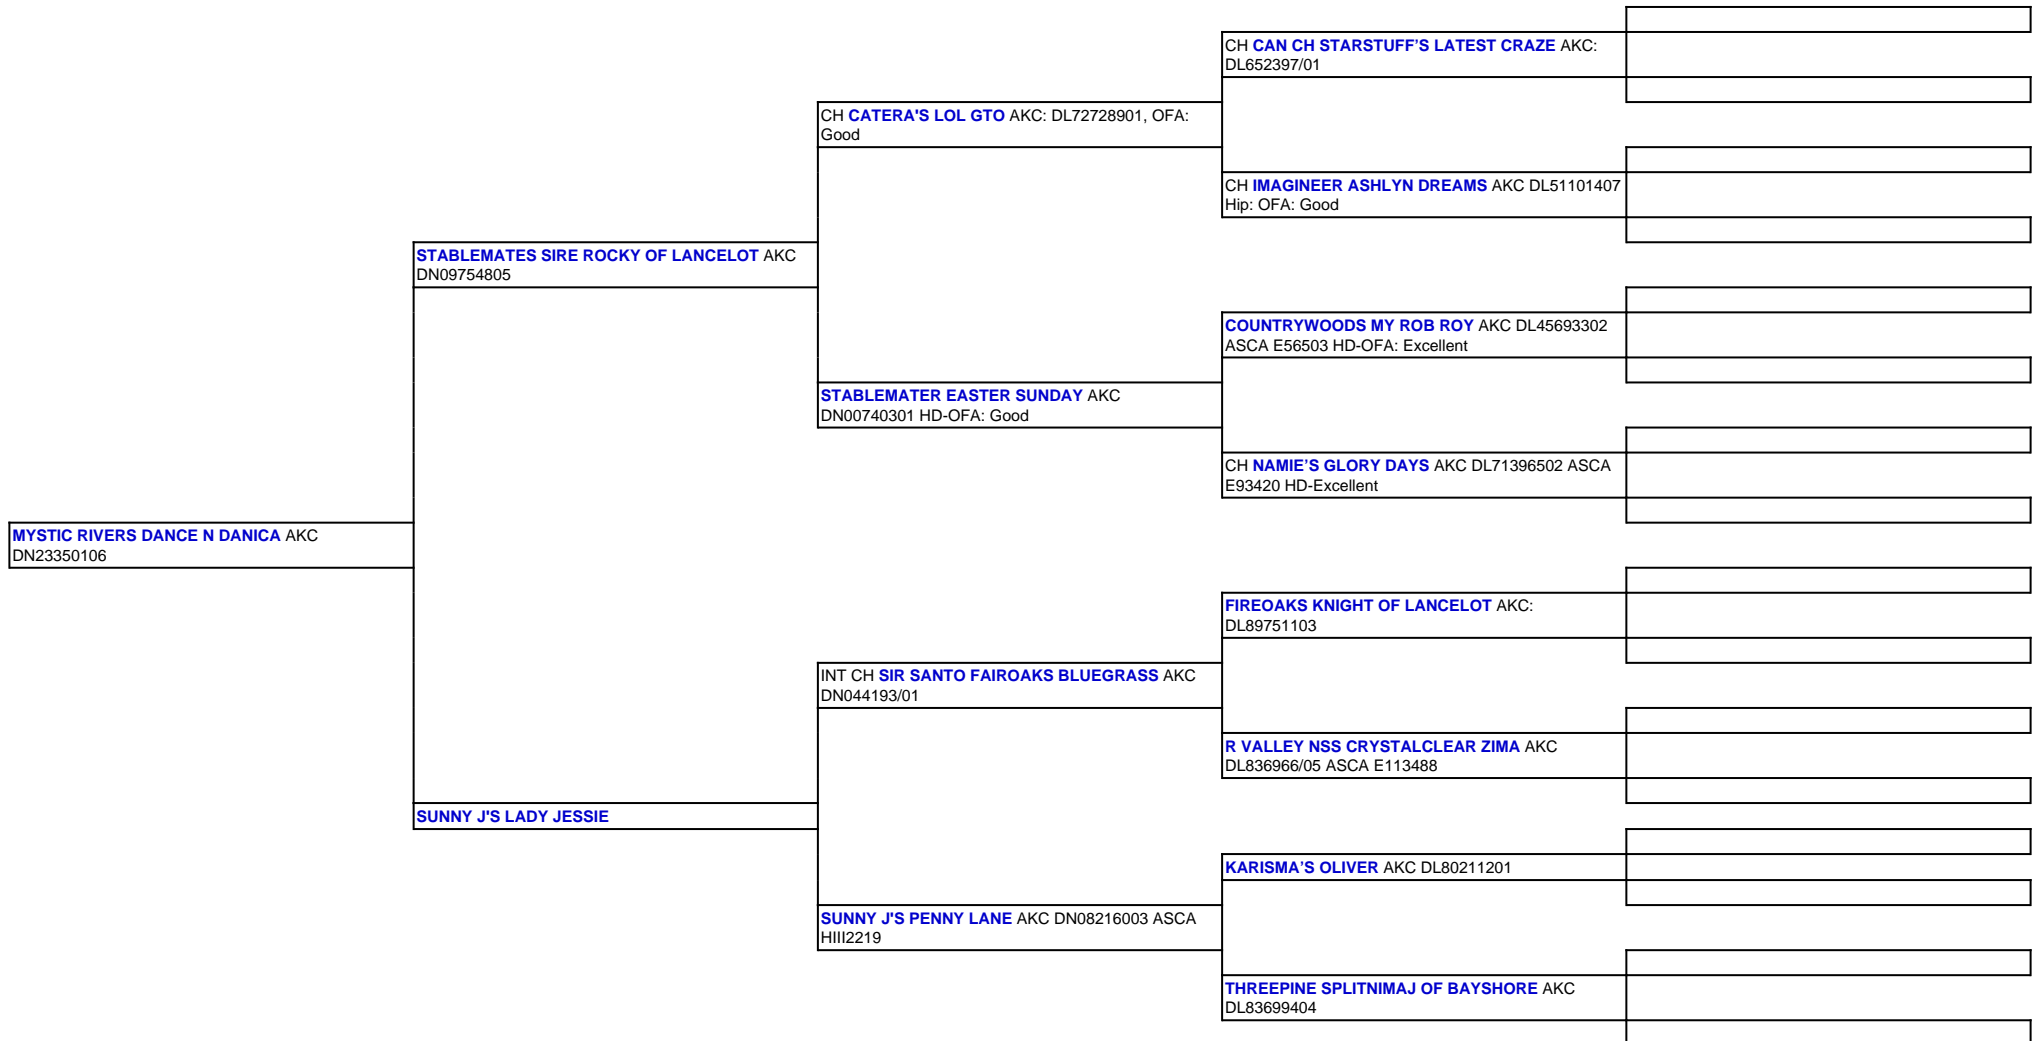 CH CAN CH STARSTUFF’S LATEST CRAZE AKC:
DL652397/01
CH CATERA'S LOL GTO AKC: DL72728901, OFA:
Good
CH IMAGINEER ASHLYN DREAMS AKC DL51101407
Hip: OFA: Good
STABLEMATES SIRE ROCKY OF LANCELOT AKC
DN09754805
COUNTRYWOODS MY ROB ROY AKC DL45693302
ASCA E56503 HD-OFA: Excellent
STABLEMATER EASTER SUNDAY AKC
DN00740301 HD-OFA: Good
CH NAMIE’S GLORY DAYS AKC DL71396502 ASCA
E93420 HD-Excellent
MYSTIC RIVERS DANCE N DANICA AKC
DN23350106
FIREOAKS KNIGHT OF LANCELOT AKC:
DL89751103
INT CH SIR SANTO FAIROAKS BLUEGRASS AKC
DN044193/01
R VALLEY NSS CRYSTALCLEAR ZIMA AKC
DL836966/05 ASCA E113488
SUNNY J'S LADY JESSIE
KARISMA’S OLIVER AKC DL80211201
SUNNY J'S PENNY LANE AKC DN08216003 ASCA
HIII2219
THREEPINE SPLITNIMAJ OF BAYSHORE AKC
DL83699404